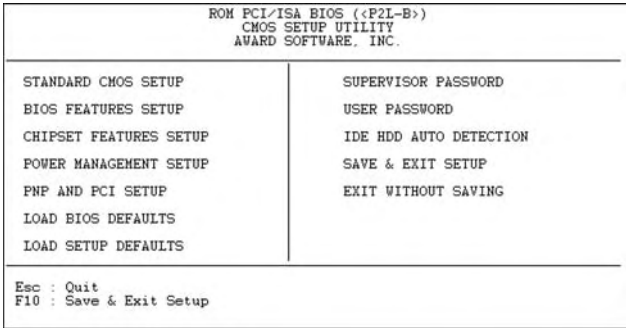 ROM PCI/ISA BIOS (<P2L-B>)
CMOS SETUP UTILITY
AWARD SOFTWARE, INC.
STANDARD CMOS SETUP
BIOS FEATURES SETUP
CHIPSET FEATURES SETUP
POWER MANAGEMENT SETUP
PNP AND PCI SETUP
LOAD BIOS DEFAULTS
LOAD SETUP DEFAULTS
SUPERVISOR PASSWORD
USER PASSWORD
IDE HDD AUTO DETECTION
SAVE & EXIT SETUP
EXIT WITHOUT SAVING
Esc : Quit
F10 : Save & Exit Setup